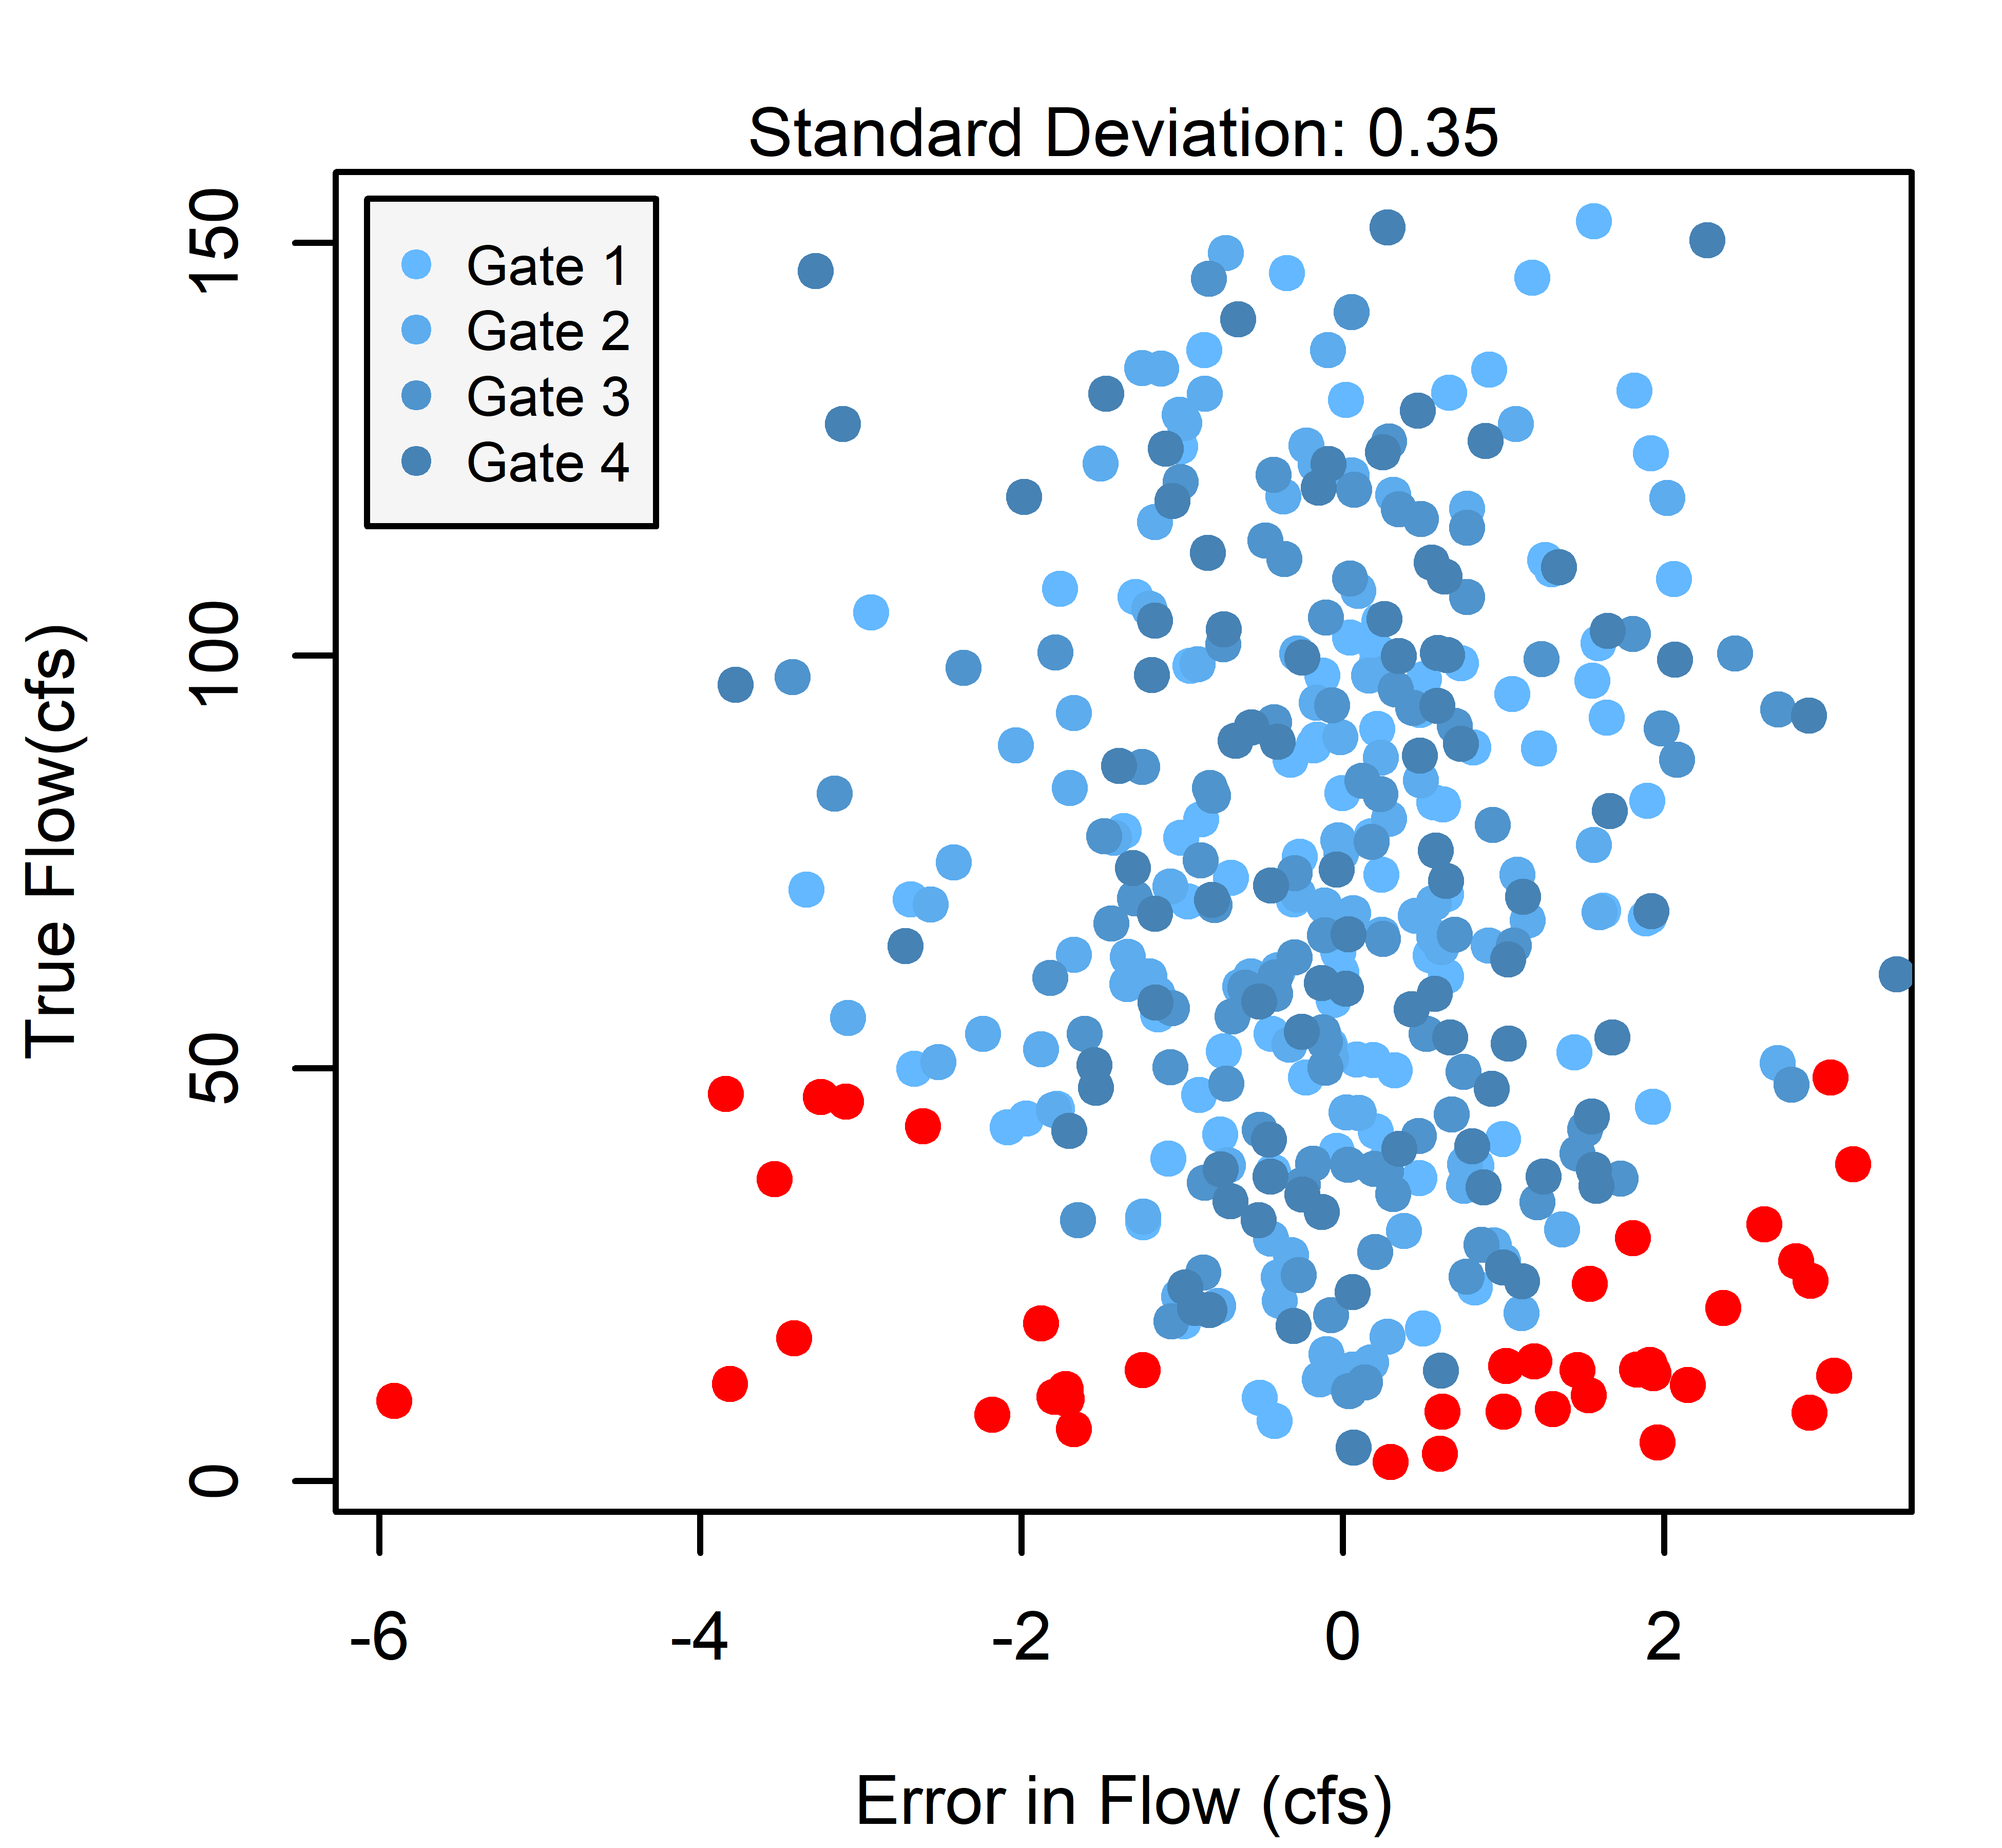 Standard Deviation: 0.35
Gate 1
Gate 2
Gate 3
Gate 4
True Flow(cfs)
150
100
50
0
-6 -4 -2 0 2
Error in Flow (cfs)